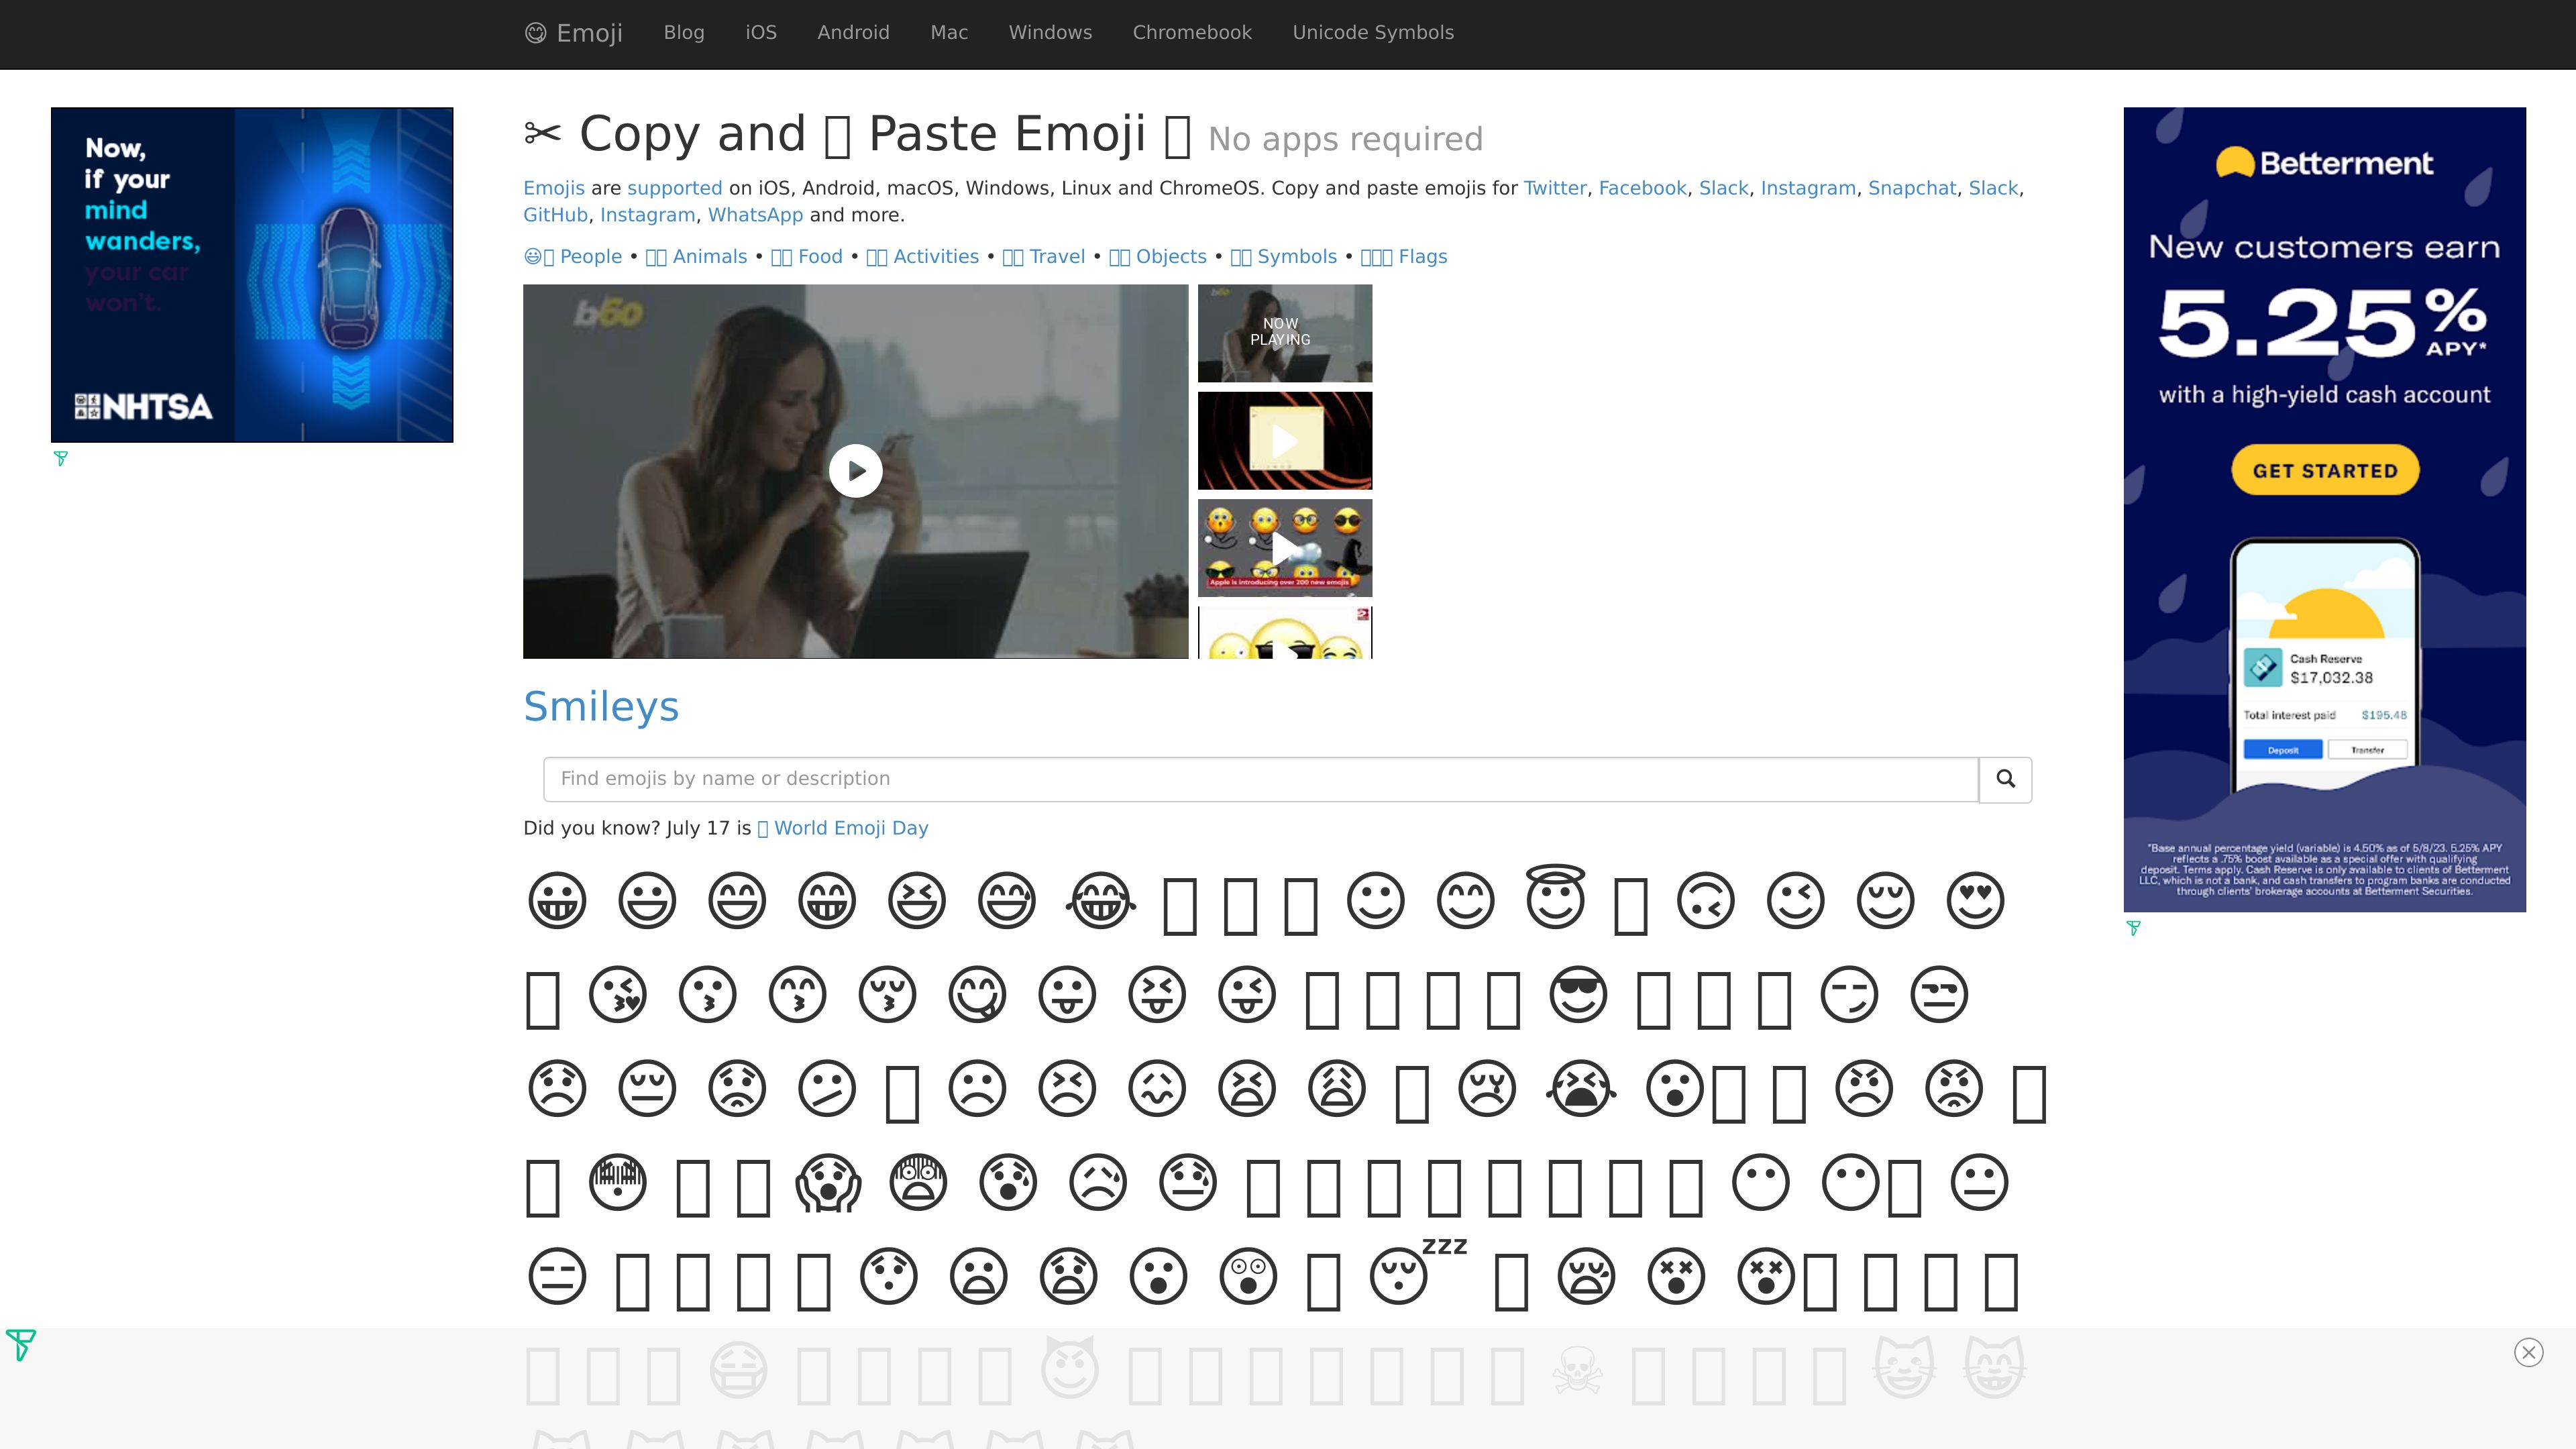 Emoji Blog iOS Android Mac Windows Chromebook Unicode Symbols
Now,
if your
mind
wanders,
your car
won't.
NHTSA
✂ Copy and Paste Emoji No apps required
Emojis are supported on iOS, Android, macOS, Windows, Linux and ChromeOS. Copy and paste emojis for Twitter, Facebook, Slack, Instagram, Snapchat, Slack,
GitHub, Instagram, WhatsApp and more.
People • Animals • Food • Activities • Travel • Objects • Symbols • Flags
b60
b60
NOW
PLAYING
Apple is introducing over 200 new emojis
Smileys
Find emojis by name or description
Did you know? July 17 is World Emoji Day
zzz
Betterment
New customers earn
5.25%
APY*
with a high-yield cash account
GET STARTED
Cash Reserve
$17,032.38
Total interest paid $195.48
Deposit Transfer
*Base annual percentage yield (variable) is 4.50% as of 5/8/23. 5.25% APY
reflects a .75% boost available as a special offer with qualifying
deposit. Terms apply. Cash Reserve is only available to clients of Betterment
LLC, which is not a bank, and cash transfers to program banks are conducted
through clients' brokerage accounts at Betterment Securities.